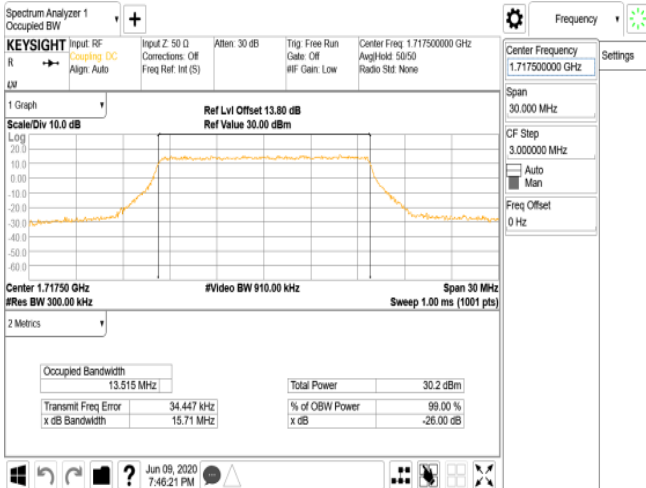 Spectrum Analyzer 1
Occupied BW
Frequency
KEYSIGHT
R
Input: RF
Coupling: DC
Align: Auto
Input Z: 50 Ω
Corrections: Off
Freq Ref: Int (S)
Atten: 30 dB
Trig: Free Run
Gate: Off
#IF Gain: Low
Center Freq: 1.717500000 GHz
Avg|Hold: 50/50
Radio Std: None
Center Frequency
1.717500000 GHz
Settings
Span
30.000 MHz
CF Step
3.000000 MHz
Auto
Man
Freq Offset
0 Hz
1 Graph
Scale/Div 10.0 dB
Ref Lvl Offset 13.80 dB
Ref Value 30.00 dBm
Log
20.0
10.0
0.00
-10.0
-20.0
-30.0
-40.0
-50.0
-60.0
Center 1.71750 GHz
#Video BW 910.00 kHz
Span 30 MHz
#Res BW 300.00 kHz
Sweep 1.00 ms (1001 pts)
2 Metrics
Occupied Bandwidth
13.515 MHz
Total Power 30.2 dBm
Transmit Freq Error 34.447 kHz
% of OBW Power 99.00 %
x dB Bandwidth 15.71 MHz
x dB -26.00 dB
?
Jun 09, 2020
7:46:21 PM